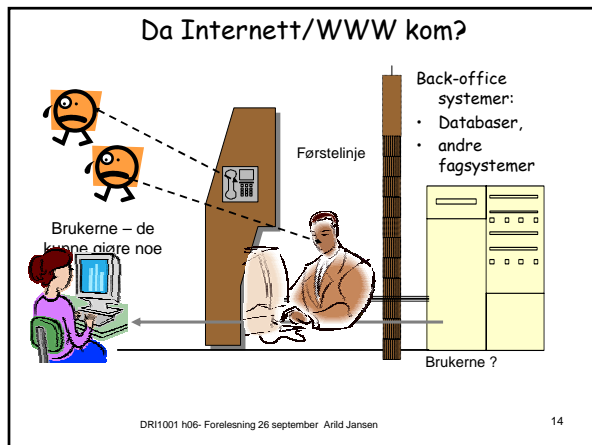 Da Internett/WWW kom?
Back-office
systemer:
• Databaser,
• andre
fagsystemer
Førstelinje
Brukerne – de
kunne gjøre noe
Brukerne ?
DRI1001 h06- Forelesning 26 september Arild Jansen
14